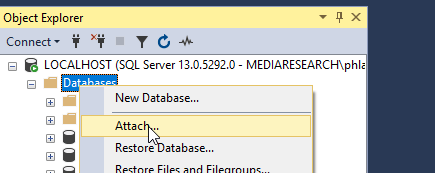 Object Explorer
Connect
LOCALHOST (SQL Server 13.0.5292.0 - MEDIARESEARCH\phla
Databases
New Database...
Attach...
Restore Database...
Restore Files and Filegroups...